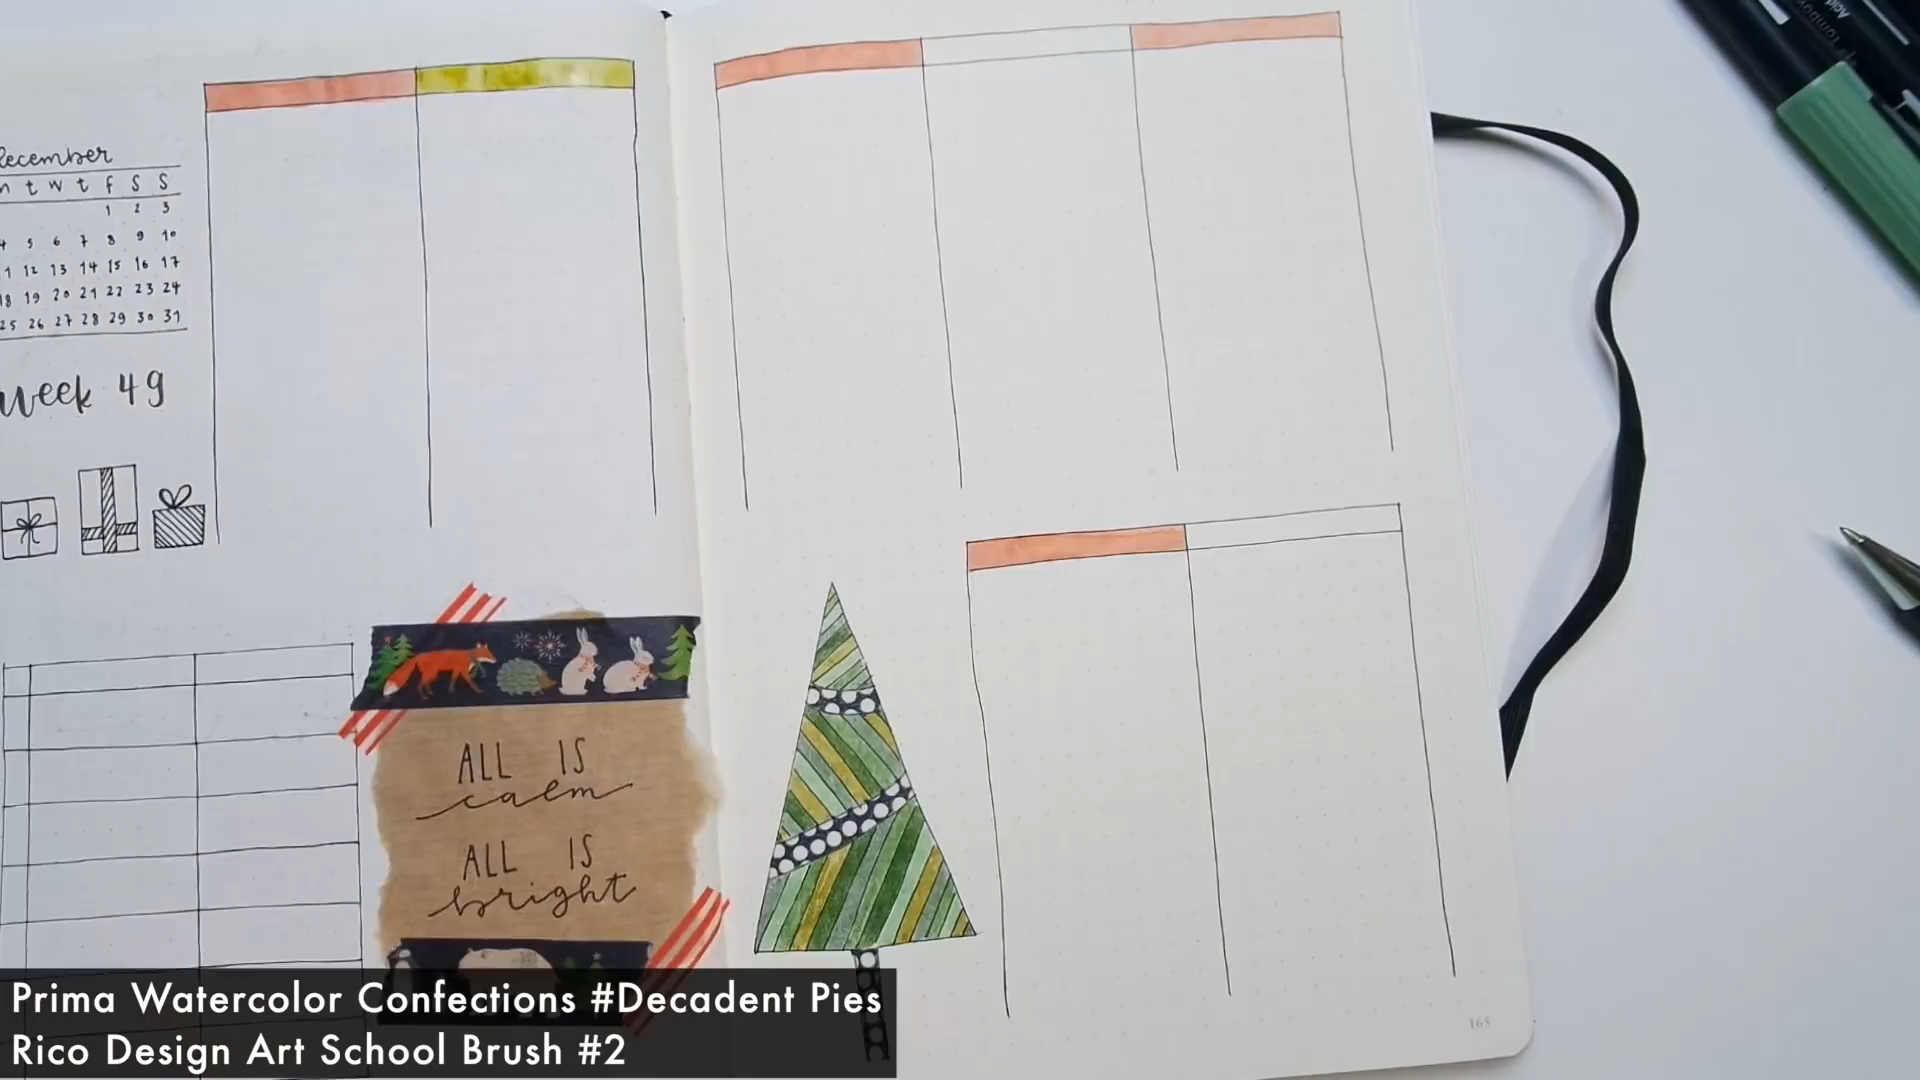 december
m t w t f s s
1 2 3
4 5 6 7 8 9 10
11 12 13 14 15 16 17
18 19 20 21 22 23 24
25 26 27 28 29 30 31
week 49
ALL IS
calm
ALL IS
bright
Prima Watercolor Confections #Decadent Pies
Rico Design Art School Brush #2
165